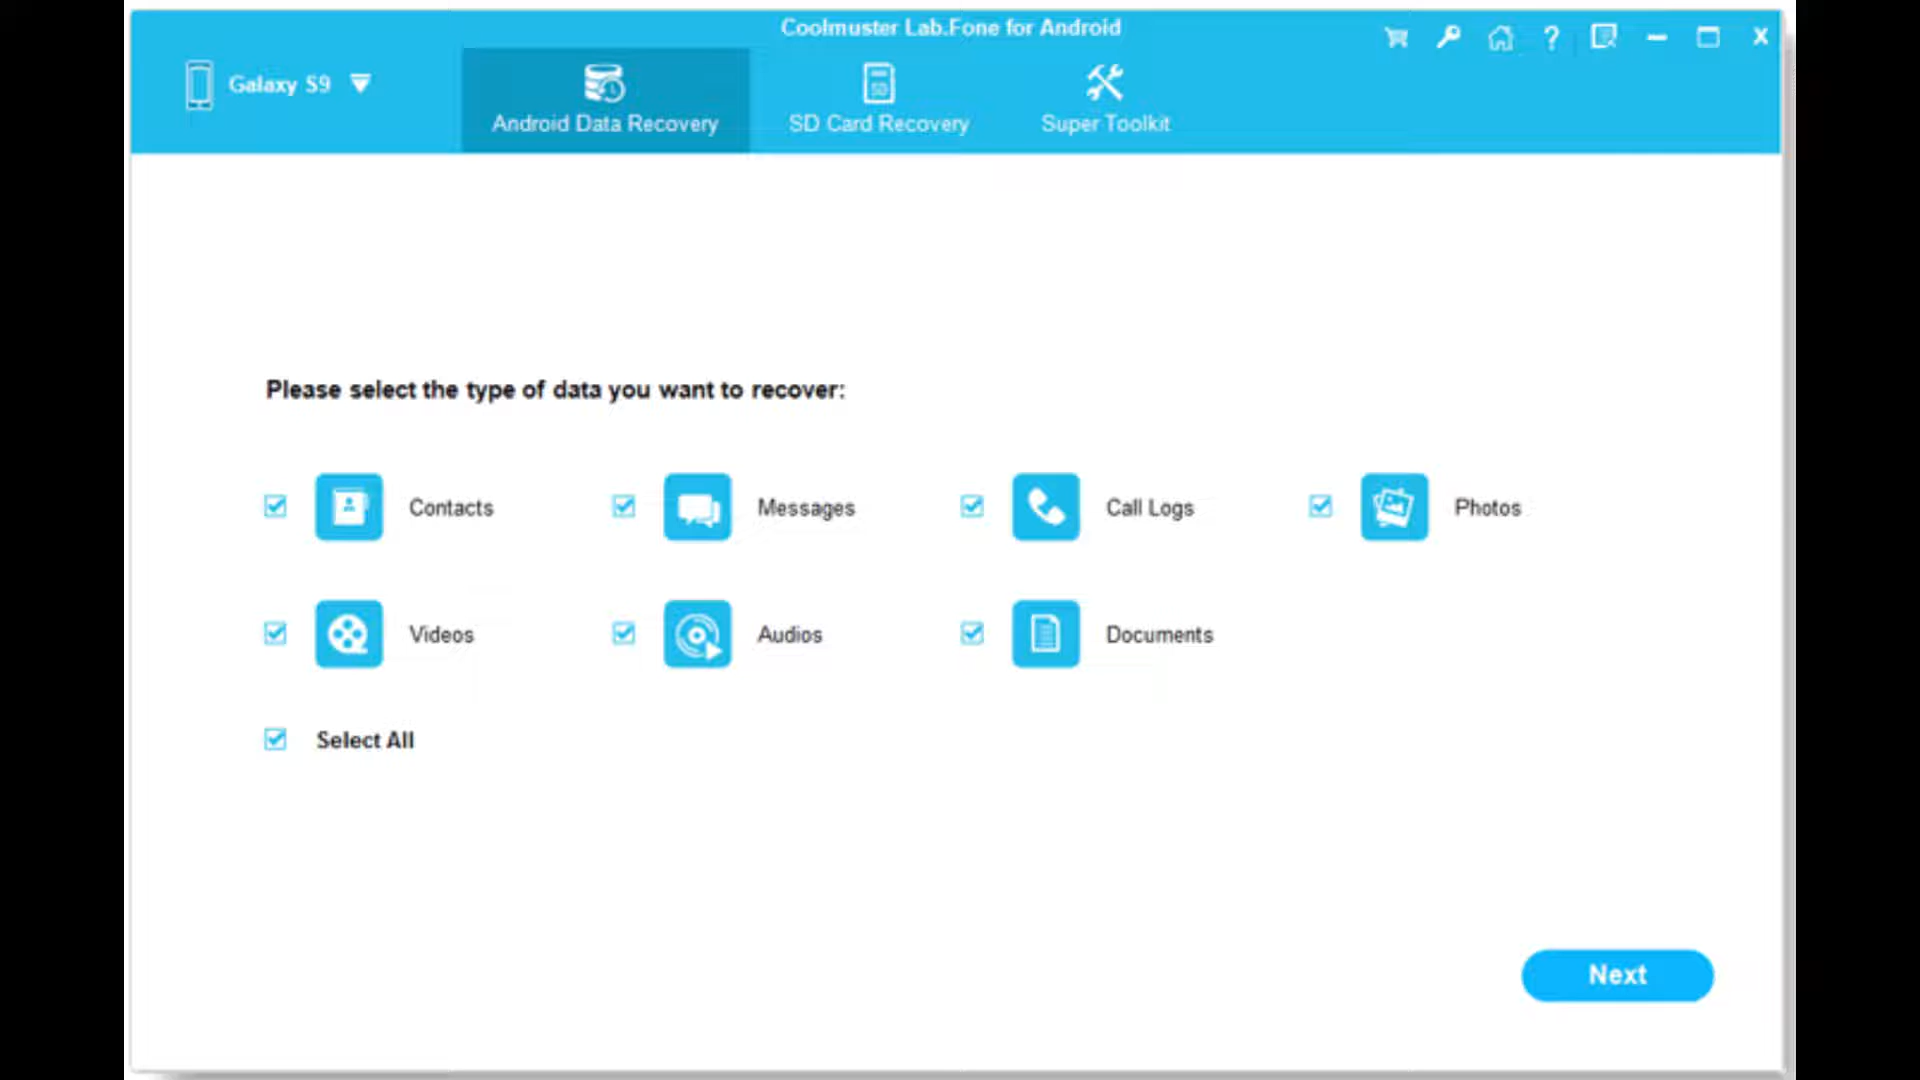 Coolmuster Lab.Fone for Android
Galaxy S9
Android Data Recovery
SD
SD Card Recovery
Super Toolkit
Please select the type of data you want to recover:
Contacts
Messages
Call Logs
Photos
Videos
Audios
Documents
Select All
Next